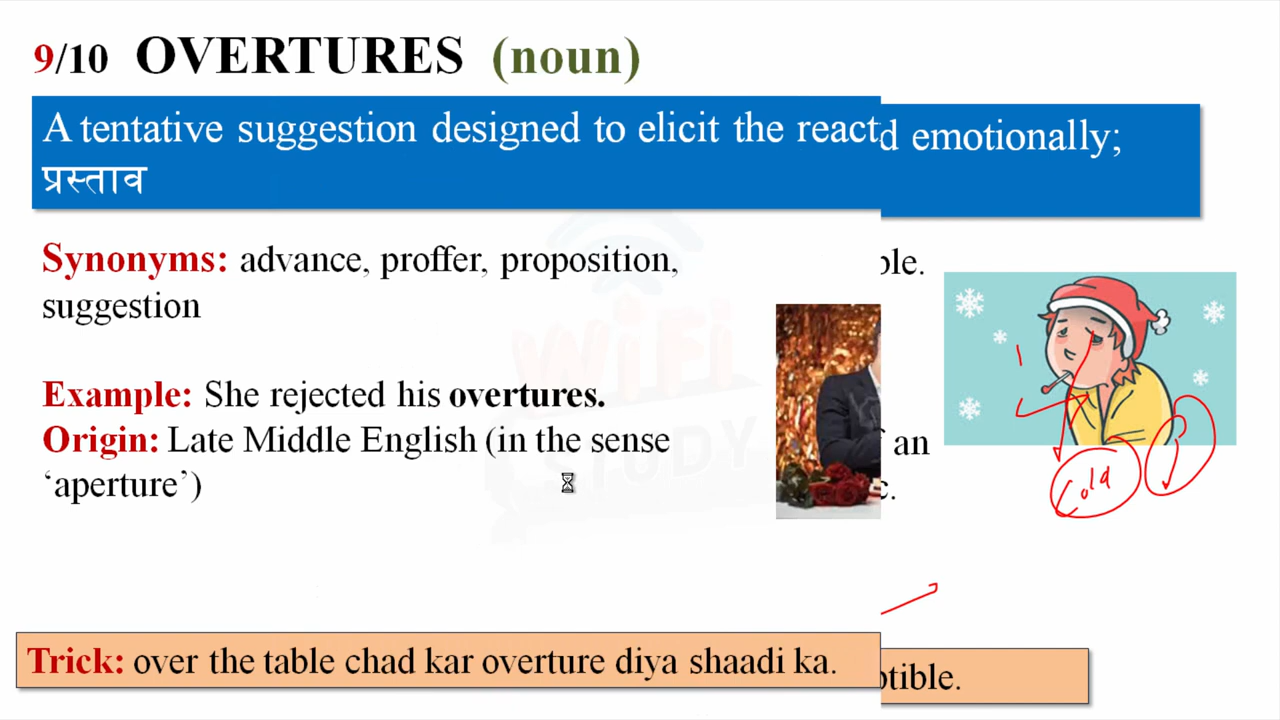 9/10 OVERTURES (noun)
A tentative suggestion designed to elicit the react
d emotionally;
प्रस्ताव
Synonyms: advance, proffer, proposition,
suggestion
ble.
Example: She rejected his overtures.
Origin: Late Middle English (in the sense
‘aperture’)
an
c.
Cold
WiFi
STUDY
Trick: over the table chad kar overture diya shaadi ka.
ptible.